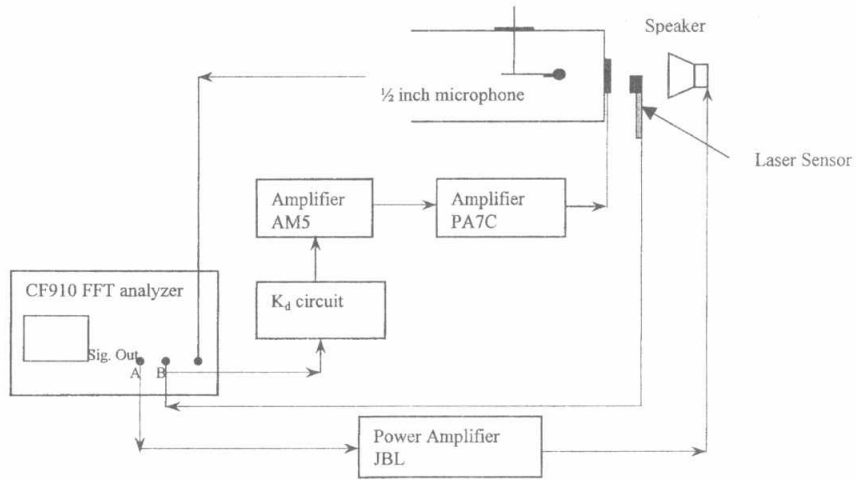 Speaker
½ inch microphone
Laser Sensor
Amplifier
AM5
Amplifier
PA7C
CF910 FFT analyzer
Kd circuit
Sig. Out
A
B
Power Amplifier
JBL